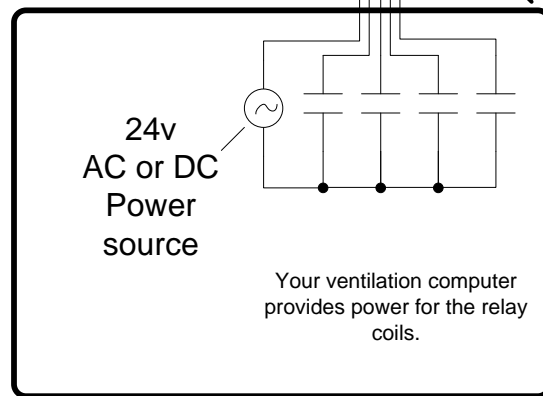 24v
AC or DC
Power
source
Your ventilation computer
provides power for the relay
coils.